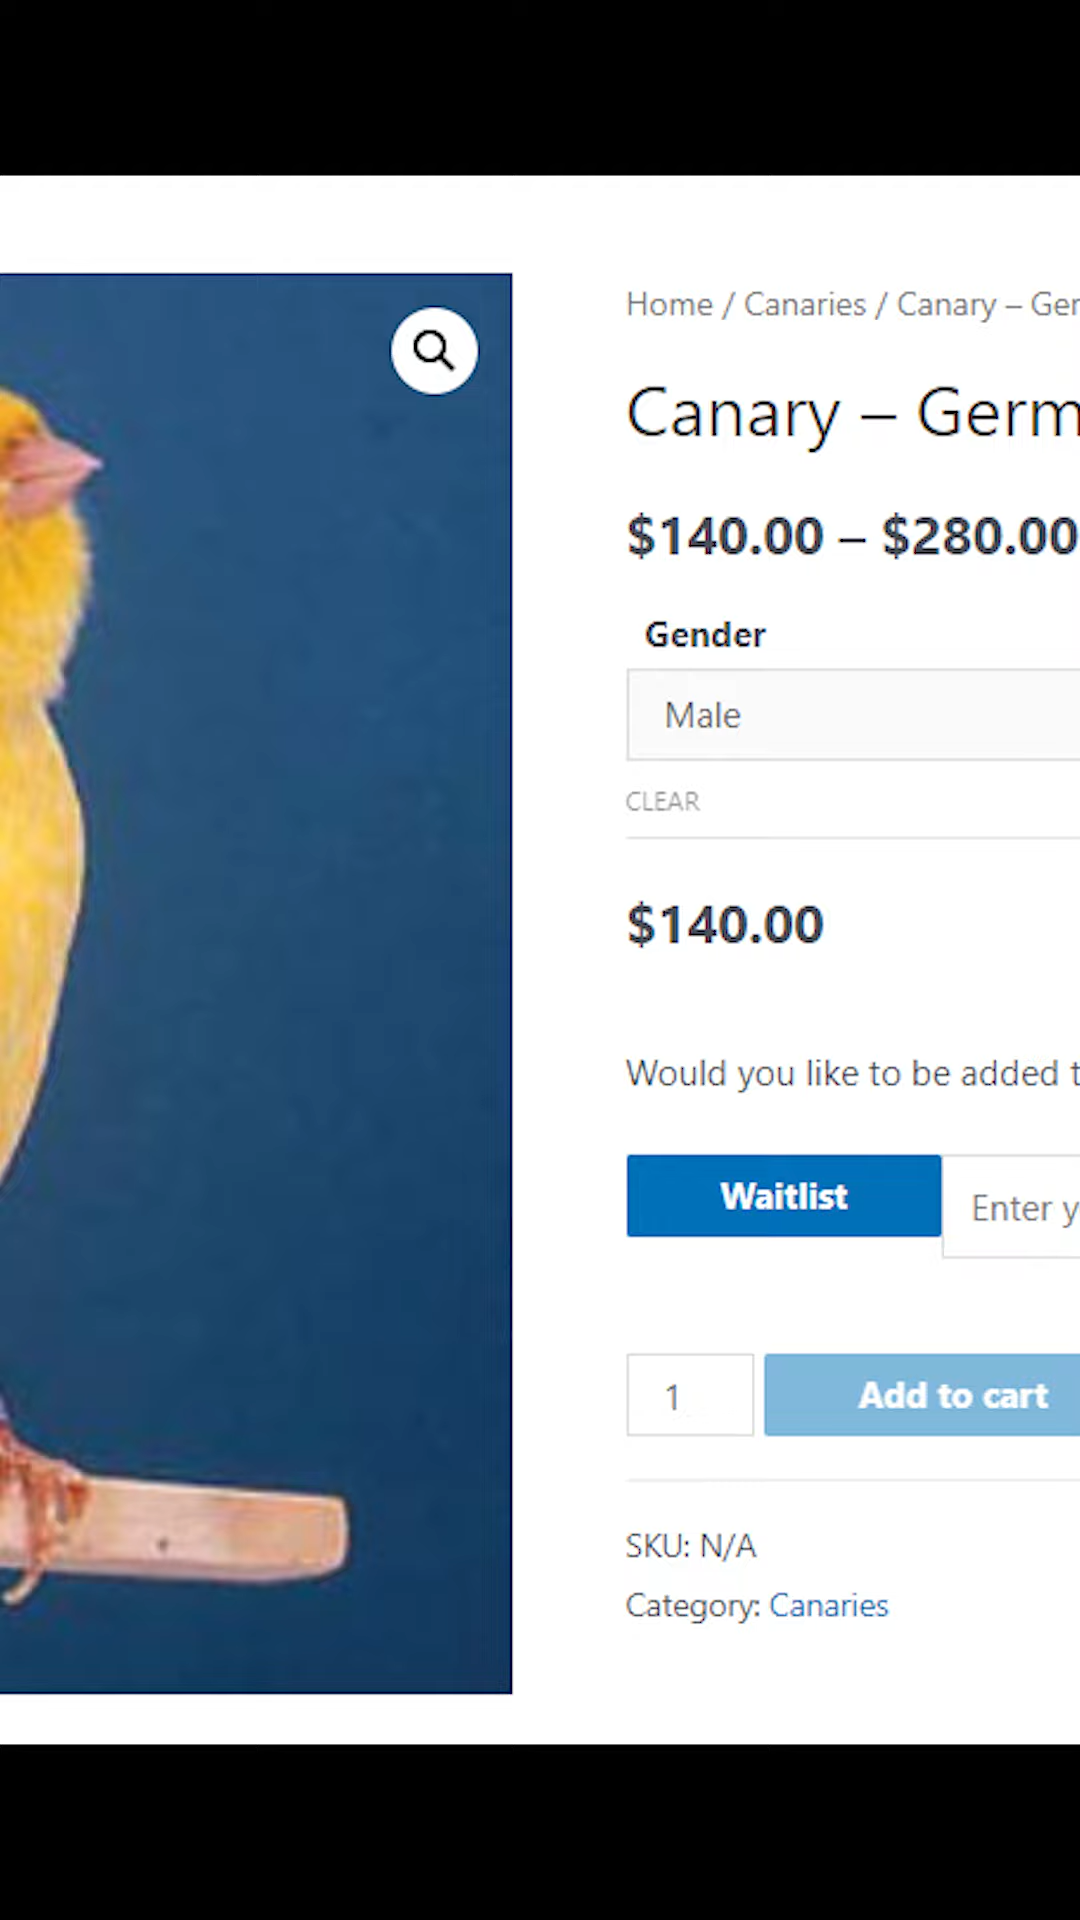 Home / Canaries / Canary – Ger
Canary – Germ
$140.00 – $280.00
Gender
Male
CLEAR
$140.00
Would you like to be added t
Waitlist
Enter y
1
Add to cart
SKU: N/A
Category: Canaries